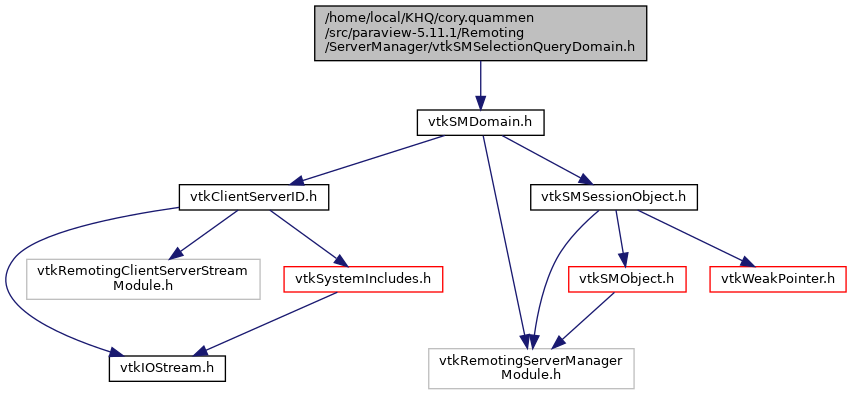 /home/local/KHQ/cory.quammen
/src/paraview-5.11.1/Remoting
/ServerManager/vtkSMSelectionQueryDomain.h
vtkSMDomain.h
vtkClientServerID.h
vtkSMSessionObject.h
vtkRemotingClientServerStream
Module.h
vtkSystemIncludes.h
vtkSMObject.h
vtkWeakPointer.h
vtkIOStream.h
vtkRemotingServerManager
Module.h